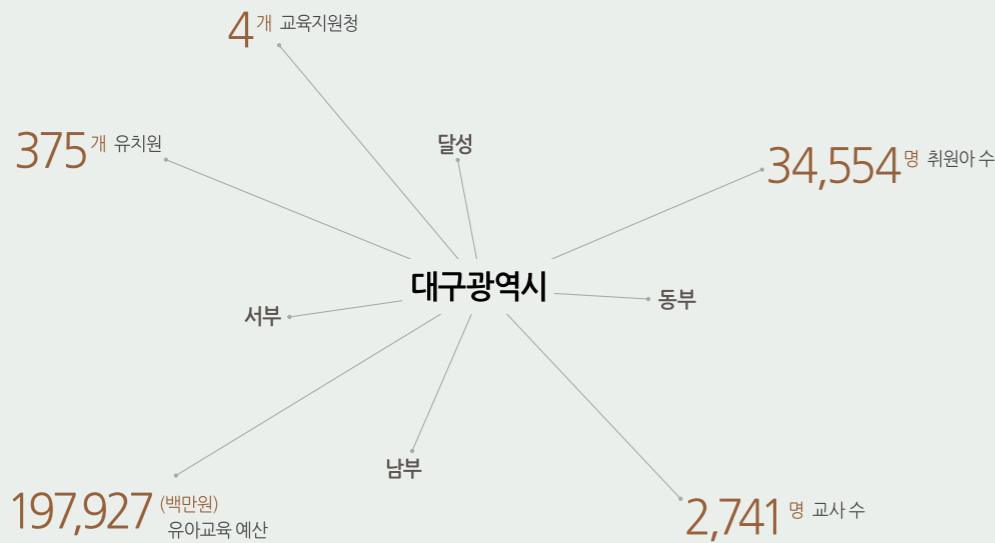 4개 교육지원청
375개 유치원
달성
34,554명 취원아 수
대구광역시
서부
동부
남부
197,927 (백만원)
유아교육 예산
2,741명 교사 수